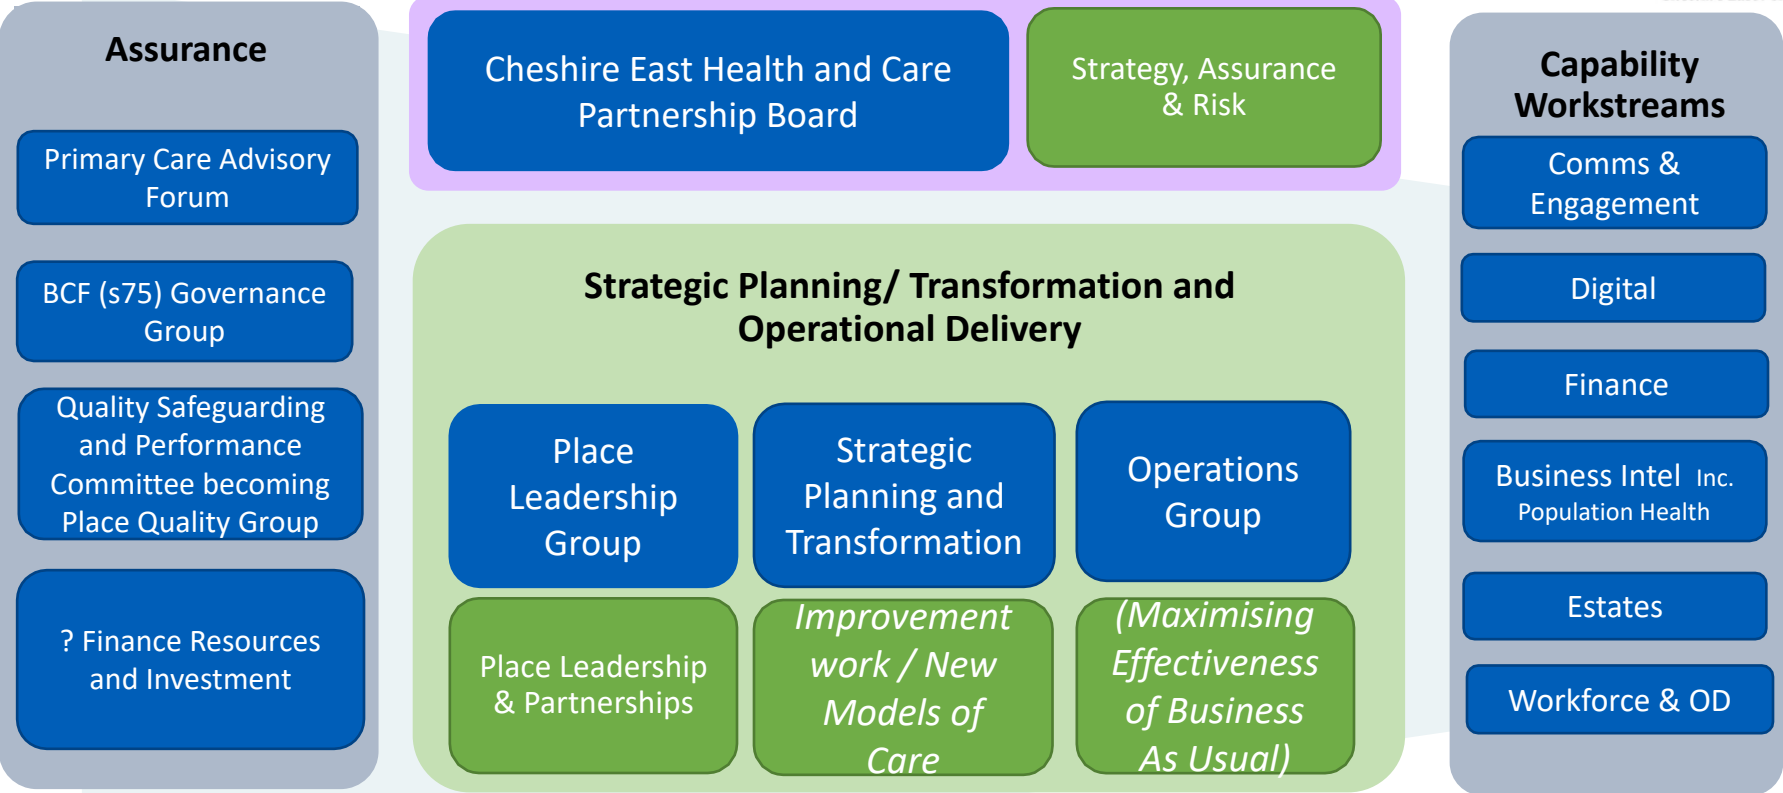 Assurance
Primary Care Advisory
Forum
BCF (s75) Governance
Group
Quality Safeguarding
and Performance
Committee becoming
Place Quality Group
? Finance Resources
and Investment
Cheshire East Health and Care
Partnership Board
Strategy, Assurance
& Risk
Strategic Planning/ Transformation and
Operational Delivery
Place
Leadership
Group
Strategic
Planning and
Transformation
Operations
Group
Place Leadership
& Partnerships
Improvement
work / New
Models of
Care
(Maximising
Effectiveness
of Business
As Usual)
Capability
Workstreams
Comms &
Engagement
Digital
Finance
Business Intel Inc.
Population Health
Estates
Workforce & OD